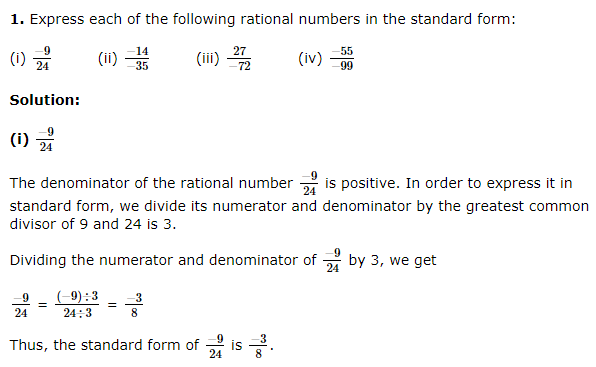 1. Express each of the following rational numbers in the standard form:
(i) −9/24 (ii) −14/−35 (iii) 27/−72 (iv) −55/−99
Solution:
(i) −9/24
The denominator of the rational number −9/24 is positive. In order to express it in
standard form, we divide its numerator and denominator by the greatest common
divisor of 9 and 24 is 3.
Dividing the numerator and denominator of −9/24 by 3, we get
−9/24 = (−9)÷3/24÷3 = −3/8
Thus, the standard form of −9/24 is −3/8.